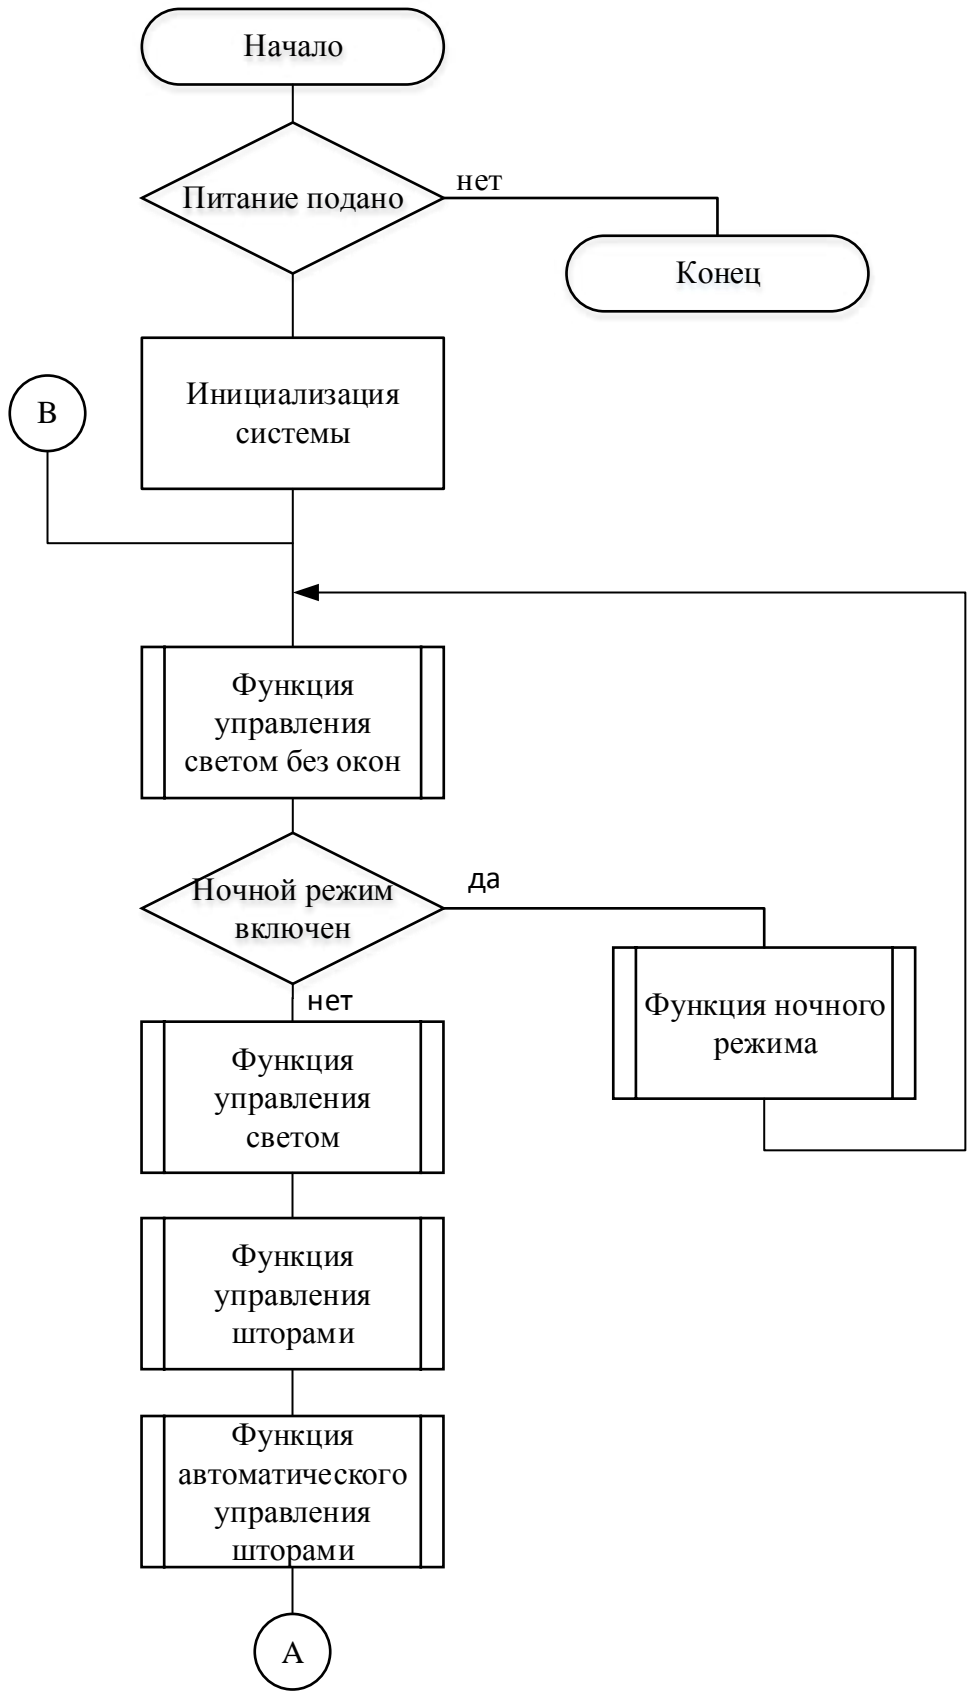 Начало
Питание подано
нет
Конец
Инициализация
системы
В
Функция
управления
светом без окон
Ночной режим
включен
да
нет
Функция ночного
режима
Функция
управления
светом
Функция
управления
шторами
Функция
автоматического
управления
шторами
А